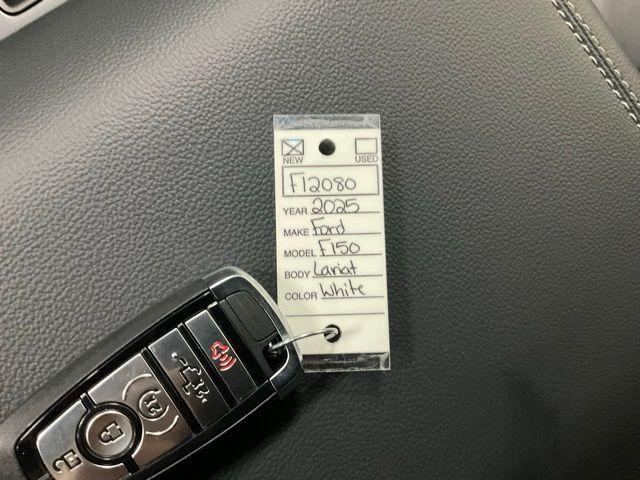 NEW USED
F12080
YEAR 2025
MAKE Ford
MODEL F150
BODY Lariat
COLOR White